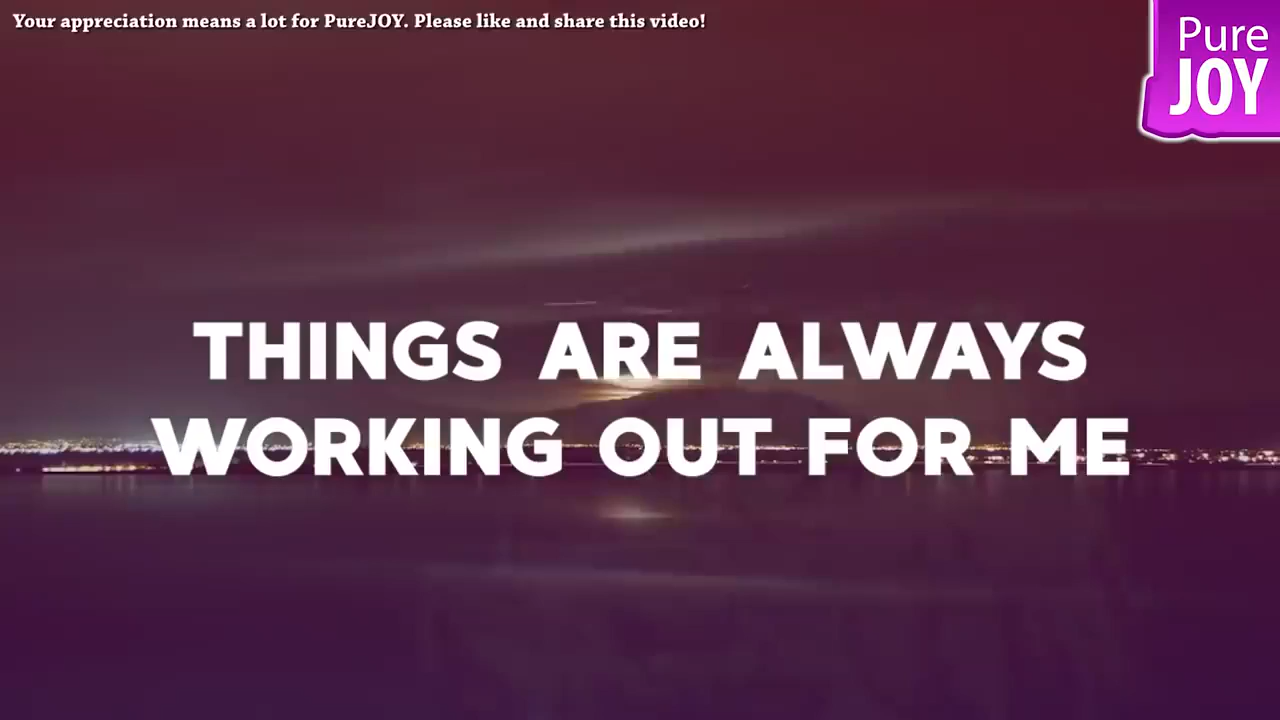 Your appreciation means a lot for PureJOY. Please like and share this video!
Pure
JOY
THINGS ARE ALWAYS
WORKING OUT FOR ME